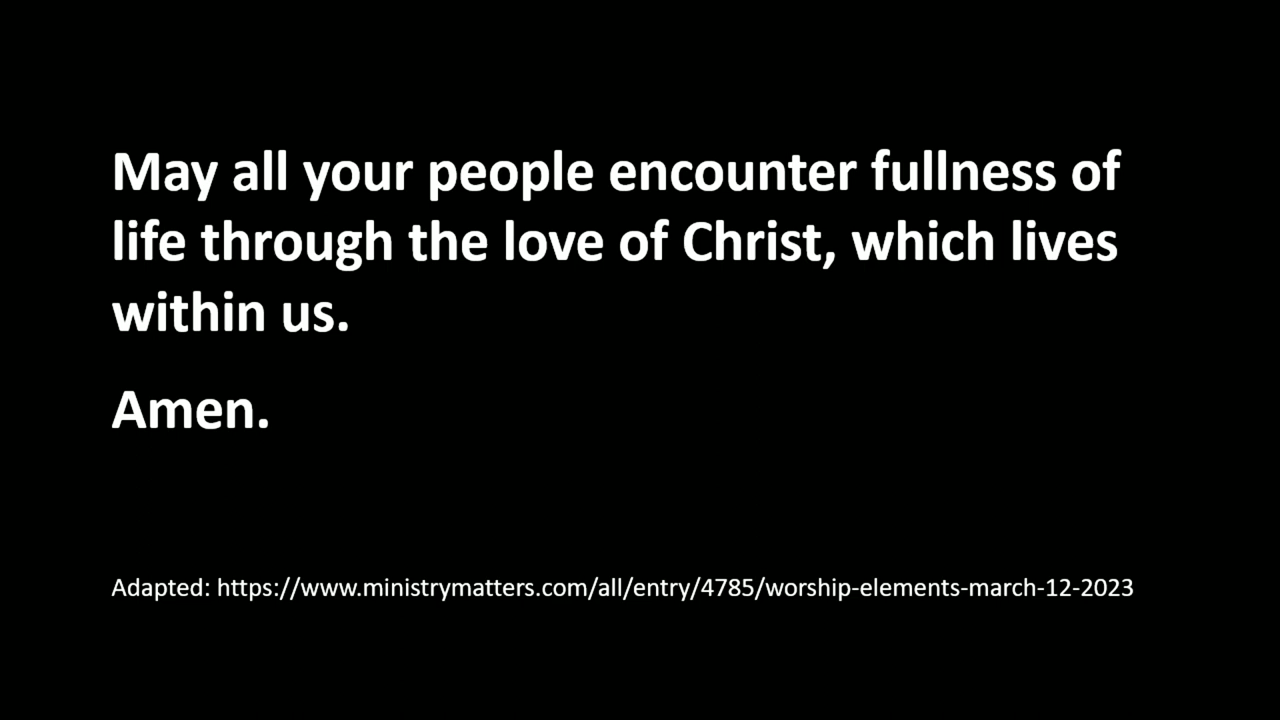 May all your people encounter fullness of
life through the love of Christ, which lives
within us.
Amen.
Adapted: https://www.ministrymatters.com/all/entry/4785/worship-elements-march-12-2023